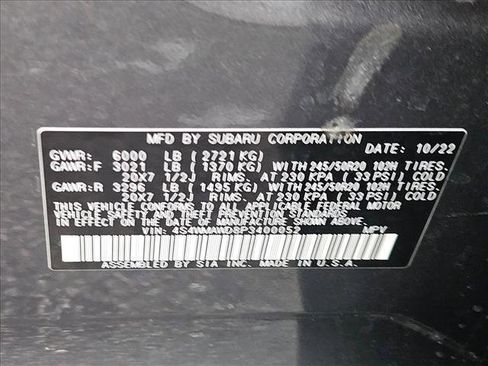 MFD BY SUBARU CORPORATION
DATE: 10/22
GVWR: 6000 LB (2721 KG)
GAWR:F 3021 LB (1370 KG) WITH 245/50R20 102H TIRES.
20X7 1/2J RIMS. AT 230 KPA (33 PSI) COLD
GAWR:R 3296 LB (1495 KG) WITH 245/50R20 102H TIRES.
20X7 1/2J RIMS. AT 230 KPA (33 PSI) COLD
THIS VEHICLE CONFORMS TO ALL APPLICABLE FEDERAL MOTOR
VEHICLE SAFETY AND THEFT PREVENTION STANDARDS
IN EFFECT ON THE DATE OF MANUFACTURE SHOWN ABOVE.
VIN: 4S4WMAWD8P3400052 MPV
ASSEMBLED BY SIA INC. IN U.S.A.